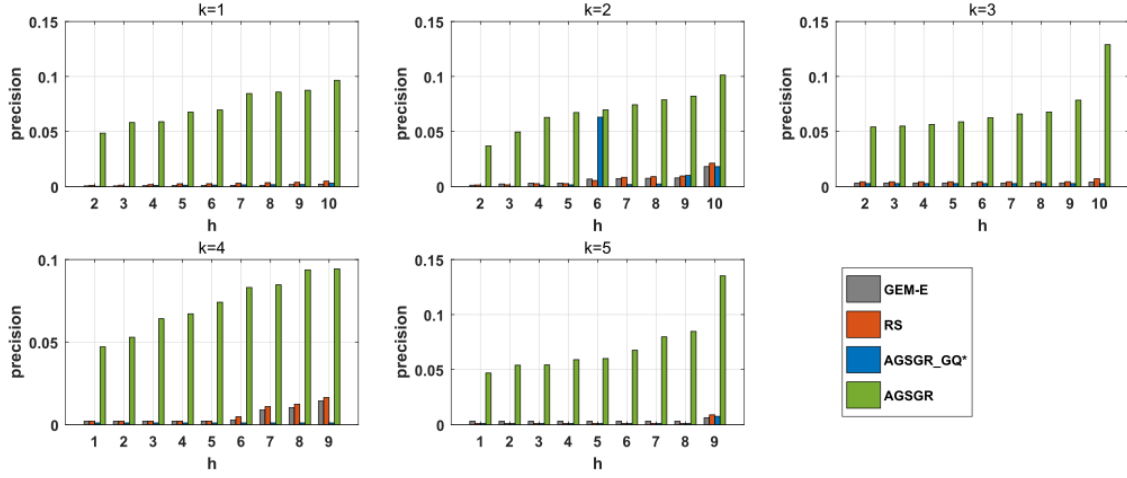 k=1
0.15
0.1
0.05
0
precision
2 3 4 5 6 7 8 9 10
h
k=2
0.15
0.1
0.05
0
precision
2 3 4 5 6 7 8 9 10
h
k=3
0.15
0.1
0.05
0
precision
2 3 4 5 6 7 8 9 10
h
k=4
0.1
0.05
0
precision
1 2 3 4 5 6 7 8 9
h
k=5
0.15
0.1
0.05
0
precision
1 2 3 4 5 6 7 8 9
h
GEM-E
RS
AGSGR_GQ*
AGSGR